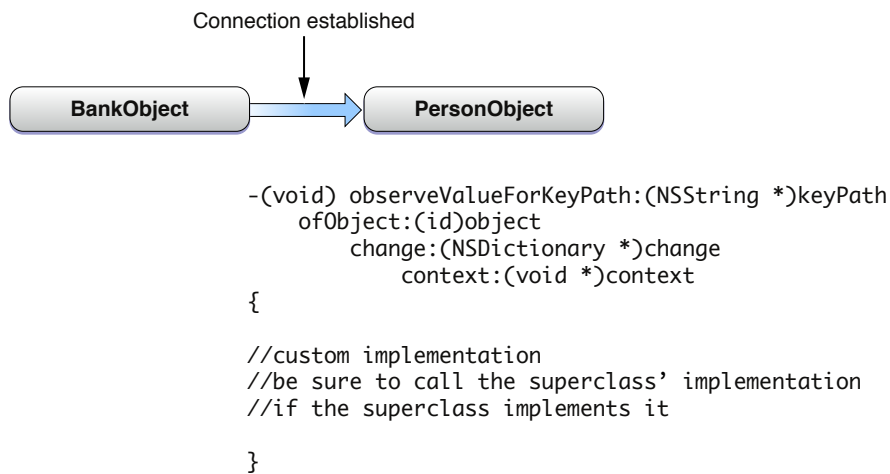 Connection established
BankObject PersonObject
-(void) observeValueForKeyPath:(NSString *)keyPath
    ofObject:(id)object
        change:(NSDictionary *)change
            context:(void *)context
{
//custom implementation
//be sure to call the superclass’ implementation
//if the superclass implements it
}